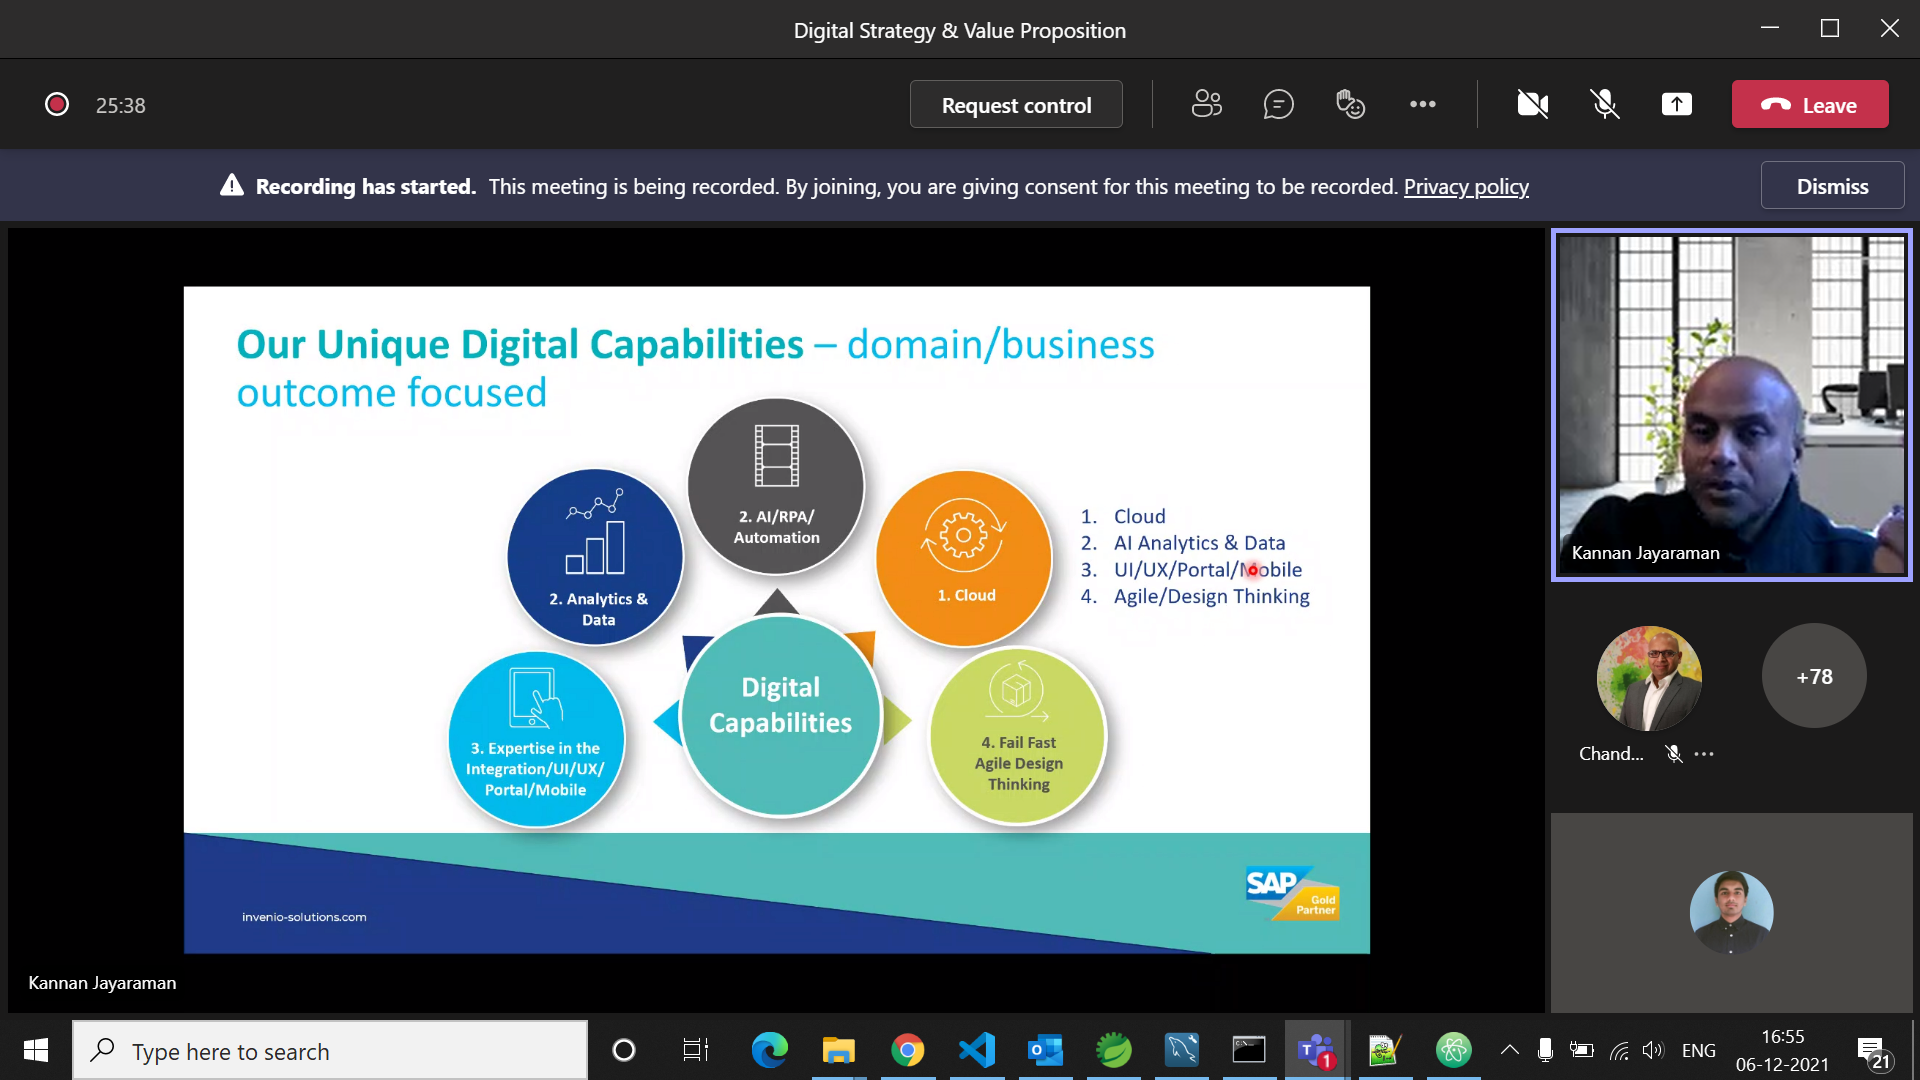 Digital Strategy & Value Proposition
25:38
Request control
Leave
Recording has started. This meeting is being recorded. By joining, you are giving consent for this meeting to be recorded. Privacy policy
Dismiss
Our Unique Digital Capabilities – domain/business
outcome focused
2. AI/RPA/
Automation
2. Analytics &
Data
1. Cloud
1. Cloud
2. AI Analytics & Data
3. UI/UX/Portal/Mobile
4. Agile/Design Thinking
Digital
Capabilities
3. Expertise in the
Integration/UI/UX/
Portal/Mobile
4. Fail Fast
Agile Design
Thinking
invenio-solutions.com
SAP
Gold
Partner
Kannan Jayaraman
Kannan Jayaraman
+78
Chand...
Type here to search
1
ENG
16:55
06-12-2021
21